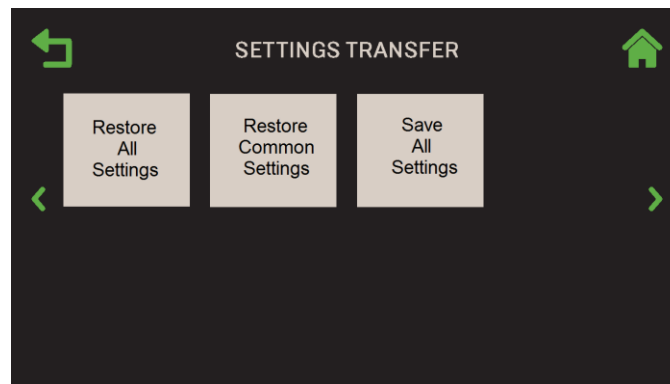 SETTINGS TRANSFER
Restore
All
Settings
Restore
Common
Settings
Save
All
Settings